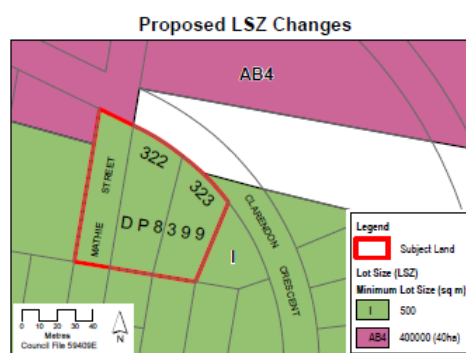 Proposed LSZ Changes
AB4
322
323
STREET
MATHIE
DP8399
I
CLARENDON
CRESCENT
Legend
Subject Land
Lot Size (LSZ)
Minimum Lot Size (sq m)
I 500
AB4 400000 (40ha)
0 10 20 30 40
Metres
Council File 59409E
N